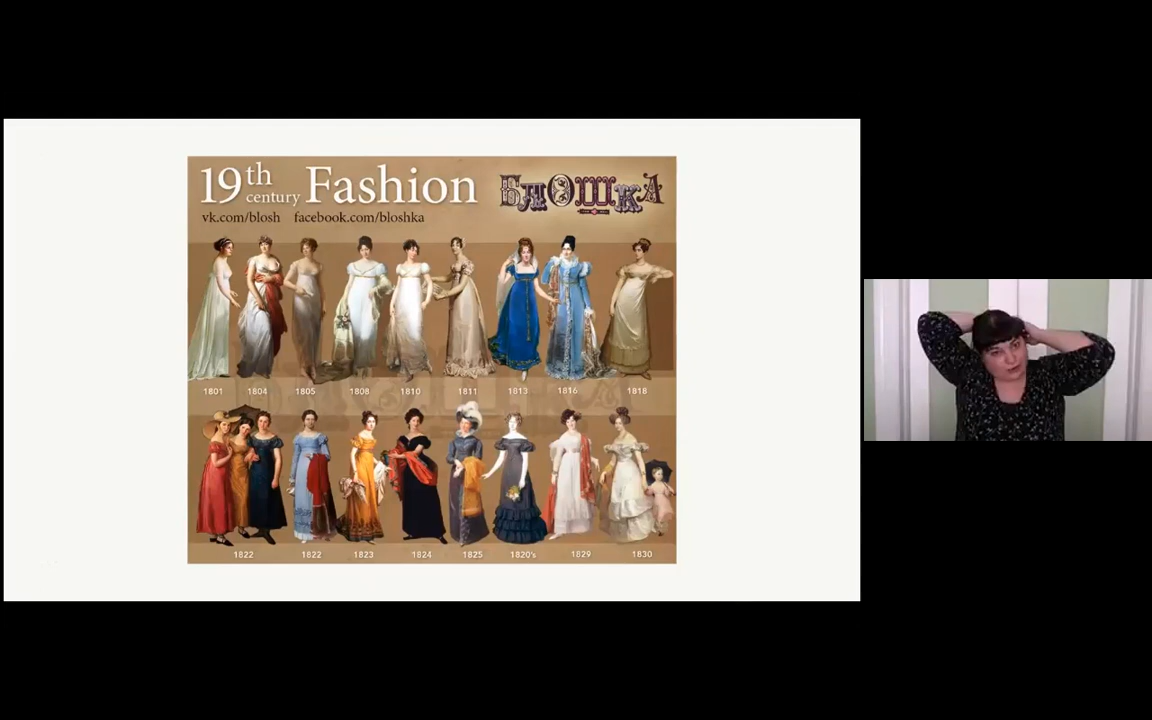 19th century Fashion
БЛОШКА
vk.com/blosh facebook.com/bloshka
1801 1804 1805 1808 1810 1811 1813 1816 1818
1822 1822 1823 1824 1825 1820's 1829 1830